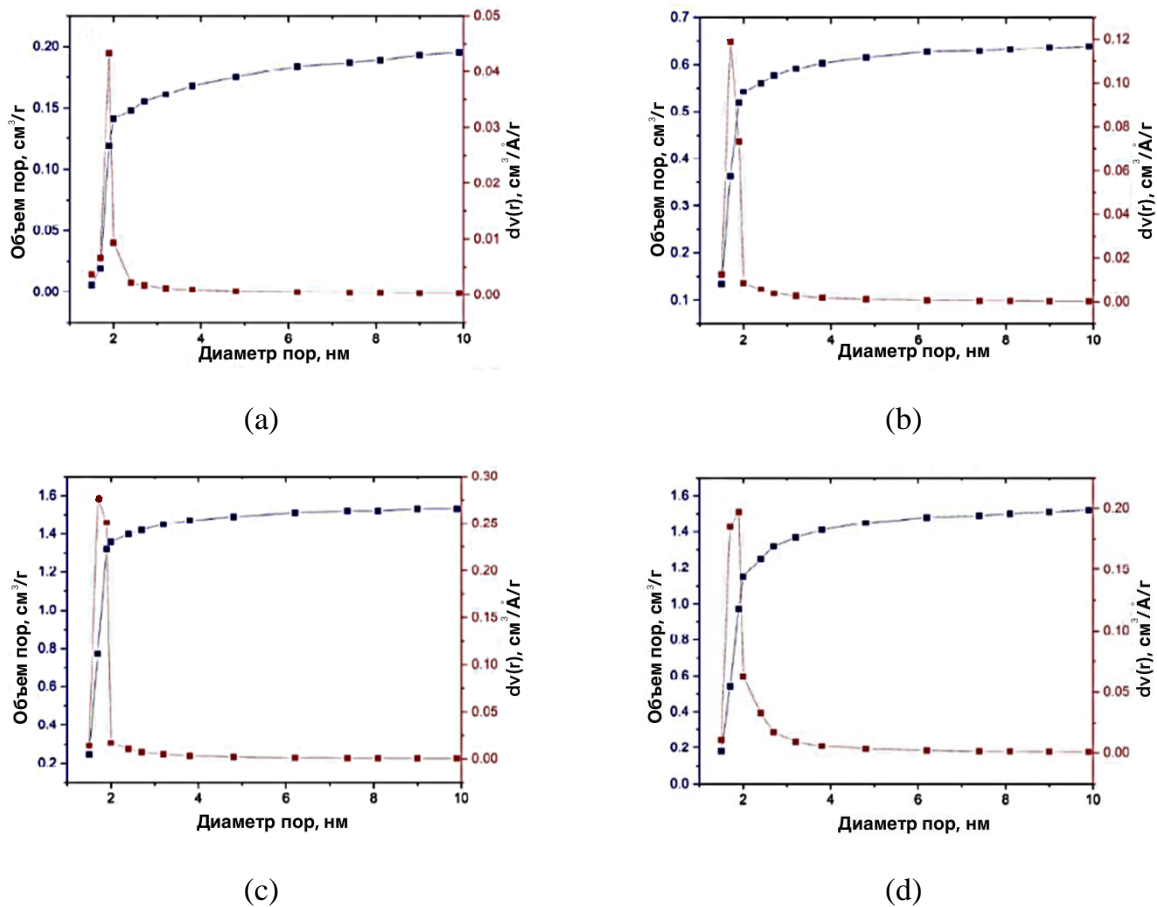 0.20
0.15
0.10
0.05
0.00
Объем пор, см³/г
0.05
0.04
0.03
0.02
0.01
0.00
dv(r), см³/Å/г
2 4 6 8 10
Диаметр пор, нм
(a)
0.7
0.6
0.5
0.4
0.3
0.2
0.1
Объем пор, см³/г
0.12
0.10
0.08
0.06
0.04
0.02
0.00
dv(r), см³/Å/г
2 4 6 8 10
Диаметр пор, нм
(b)
1.6
1.4
1.2
1.0
0.8
0.6
0.4
0.2
Объем пор, см³/г
0.30
0.25
0.20
0.15
0.10
0.05
0.00
dv(r), см³/Å/г
2 4 6 8 10
Диаметр пор, нм
(c)
1.6
1.4
1.2
1.0
0.8
0.6
0.4
0.2
0.0
Объем пор, см³/г
0.20
0.15
0.10
0.05
0.00
dv(r), см³/Å/г
2 4 6 8 10
Диаметр пор, нм
(d)